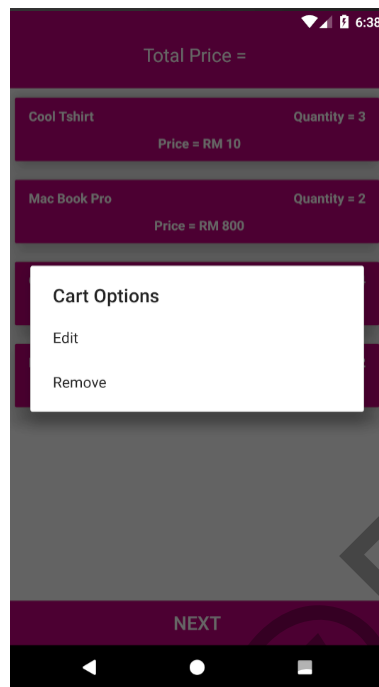 6:38
Total Price =
Cool Tshirt Quantity = 3
Price = RM 10
Mac Book Pro Quantity = 2
Price = RM 800
Cart Options
Edit
Remove
NEXT